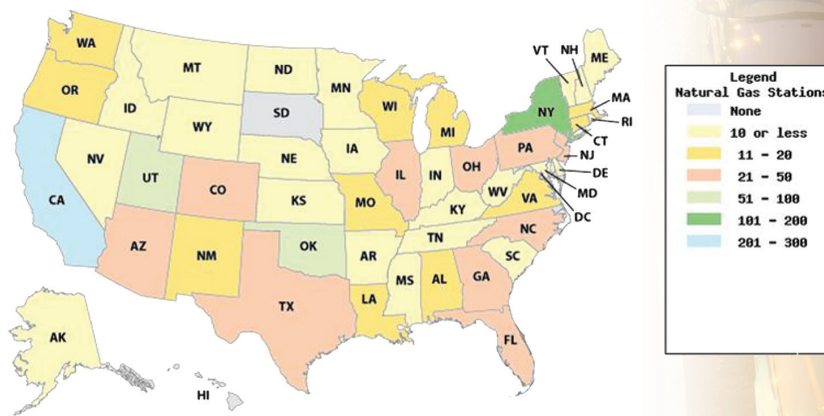 WA
MT
ND
MN
VT
NH
ME
OR
ID
SD
WI
MI
NY
MA
RI
CT
WY
IA
PA
NJ
NV
UT
NE
IL
IN
OH
DE
MD
DC
CA
CO
KS
MO
KY
WV
VA
AZ
NM
OK
AR
TN
NC
SC
TX
LA
MS
AL
GA
FL
AK
HI
Legend
Natural Gas Stations
None
10 or less
11 - 20
21 - 50
51 - 100
101 - 200
201 - 300